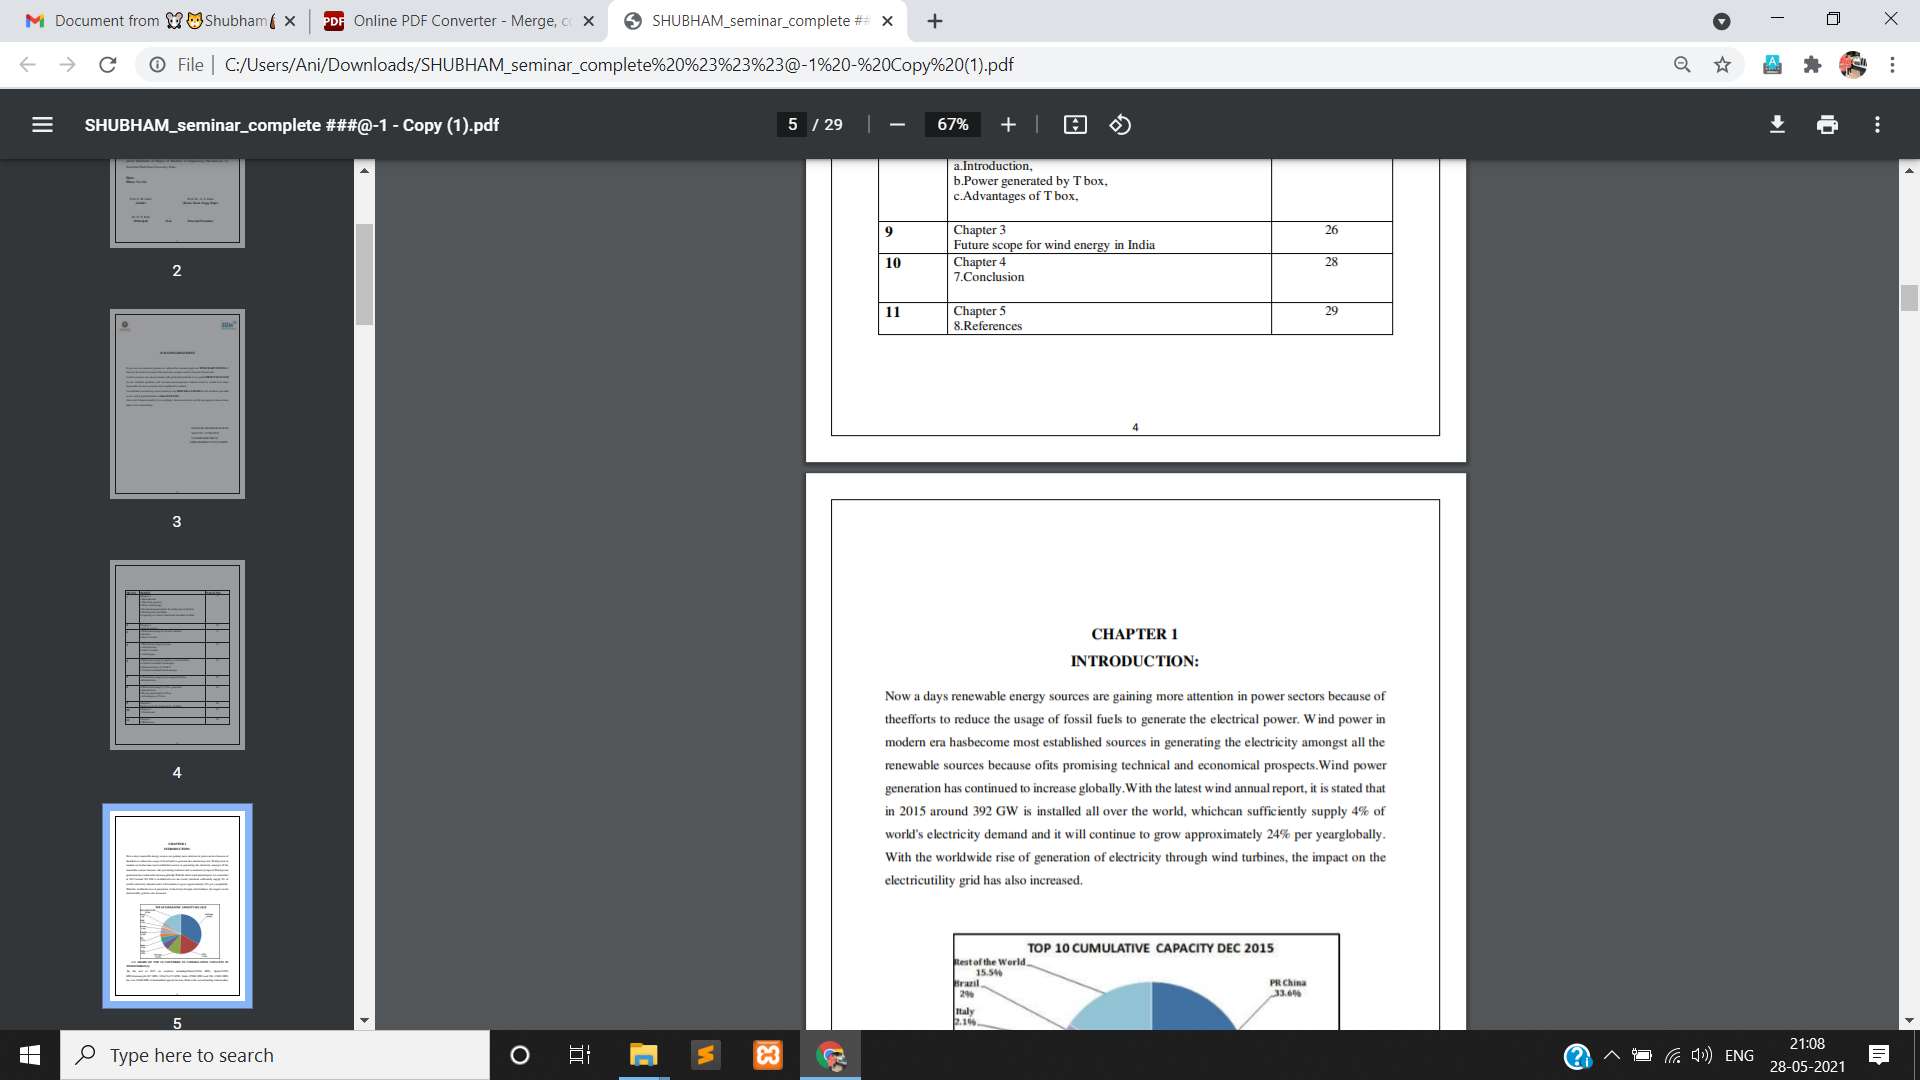 Document from 🐭🐱Shubham
Online PDF Converter - Merge, co
SHUBHAM_seminar_complete ##
File
C:/Users/Ani/Downloads/SHUBHAM_seminar_complete%20%23%23%23@-1%20-%20Copy%20(1).pdf
SHUBHAM_seminar_complete ###@-1 - Copy (1).pdf
5 / 29
67%
2
3
4
5
a.Introduction,
b.Power generated by T box,
c.Advantages of T box,
9 Chapter 3 26
Future scope for wind energy in India
10 Chapter 4 28
7.Conclusion
11 Chapter 5 29
8.References
4
CHAPTER 1
INTRODUCTION:
Now a days renewable energy sources are gaining more attention in power sectors because of
theefforts to reduce the usage of fossil fuels to generate the electrical power. Wind power in
modern era hasbecome most established sources in generating the electricity amongst all the
renewable sources because ofits promising technical and economical prospects.Wind power
generation has continued to increase globally.With the latest wind annual report, it is stated that
in 2015 around 392 GW is installed all over the world, whichcan sufficiently supply 4% of
world's electricity demand and it will continue to grow approximately 24% per yearglobally.
With the worldwide rise of generation of electricity through wind turbines, the impact on the
electricutility grid has also increased.
TOP 10 CUMULATIVE CAPACITY DEC 2015
Rest of the World
15.5%
Brazil
2%
Italy
2.1%
PR China
33.6%
Type here to search
ENG
21:08
28-05-2021